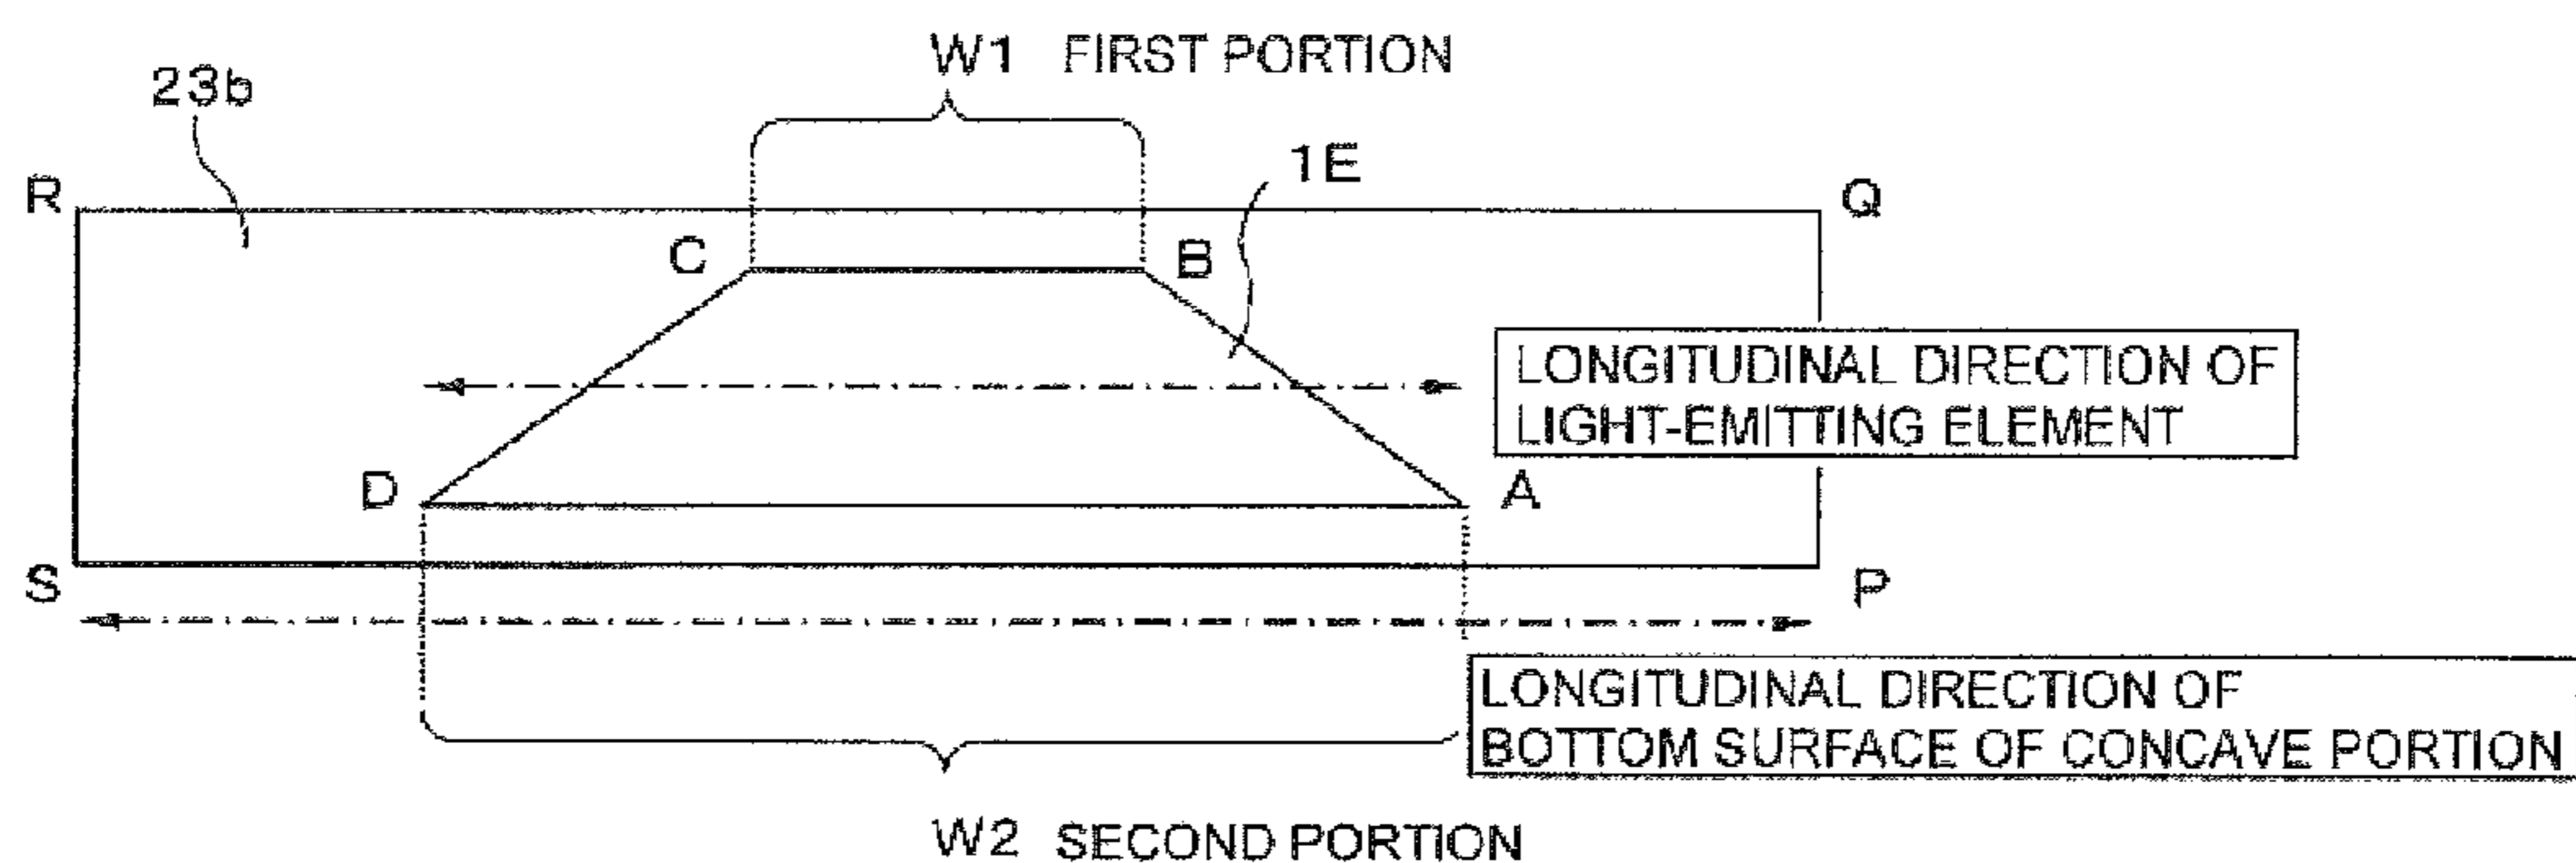 W1 FIRST PORTION
23b
1E
R
Q
C
B
LONGITUDINAL DIRECTION OF
LIGHT-EMITTING ELEMENT
D
A
S
P
LONGITUDINAL DIRECTION OF
BOTTOM SURFACE OF CONCAVE PORTION
W2 SECOND PORTION